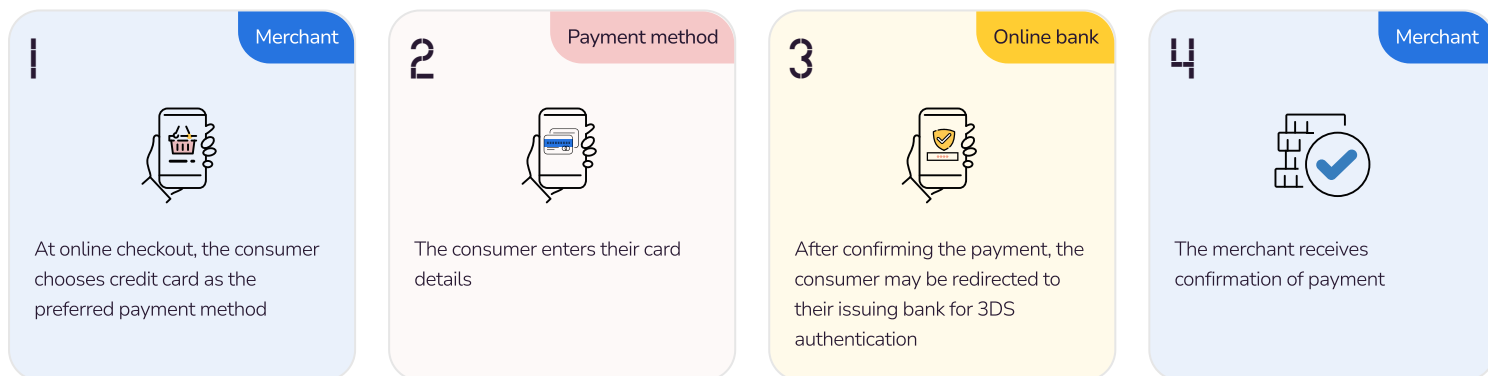 1
Merchant
At online checkout, the consumer
chooses credit card as the
preferred payment method
2
Payment method
The consumer enters their card
details
3
Online bank
After confirming the payment, the
consumer may be redirected to
their issuing bank for 3DS
authentication
4
Merchant
The merchant receives
confirmation of payment